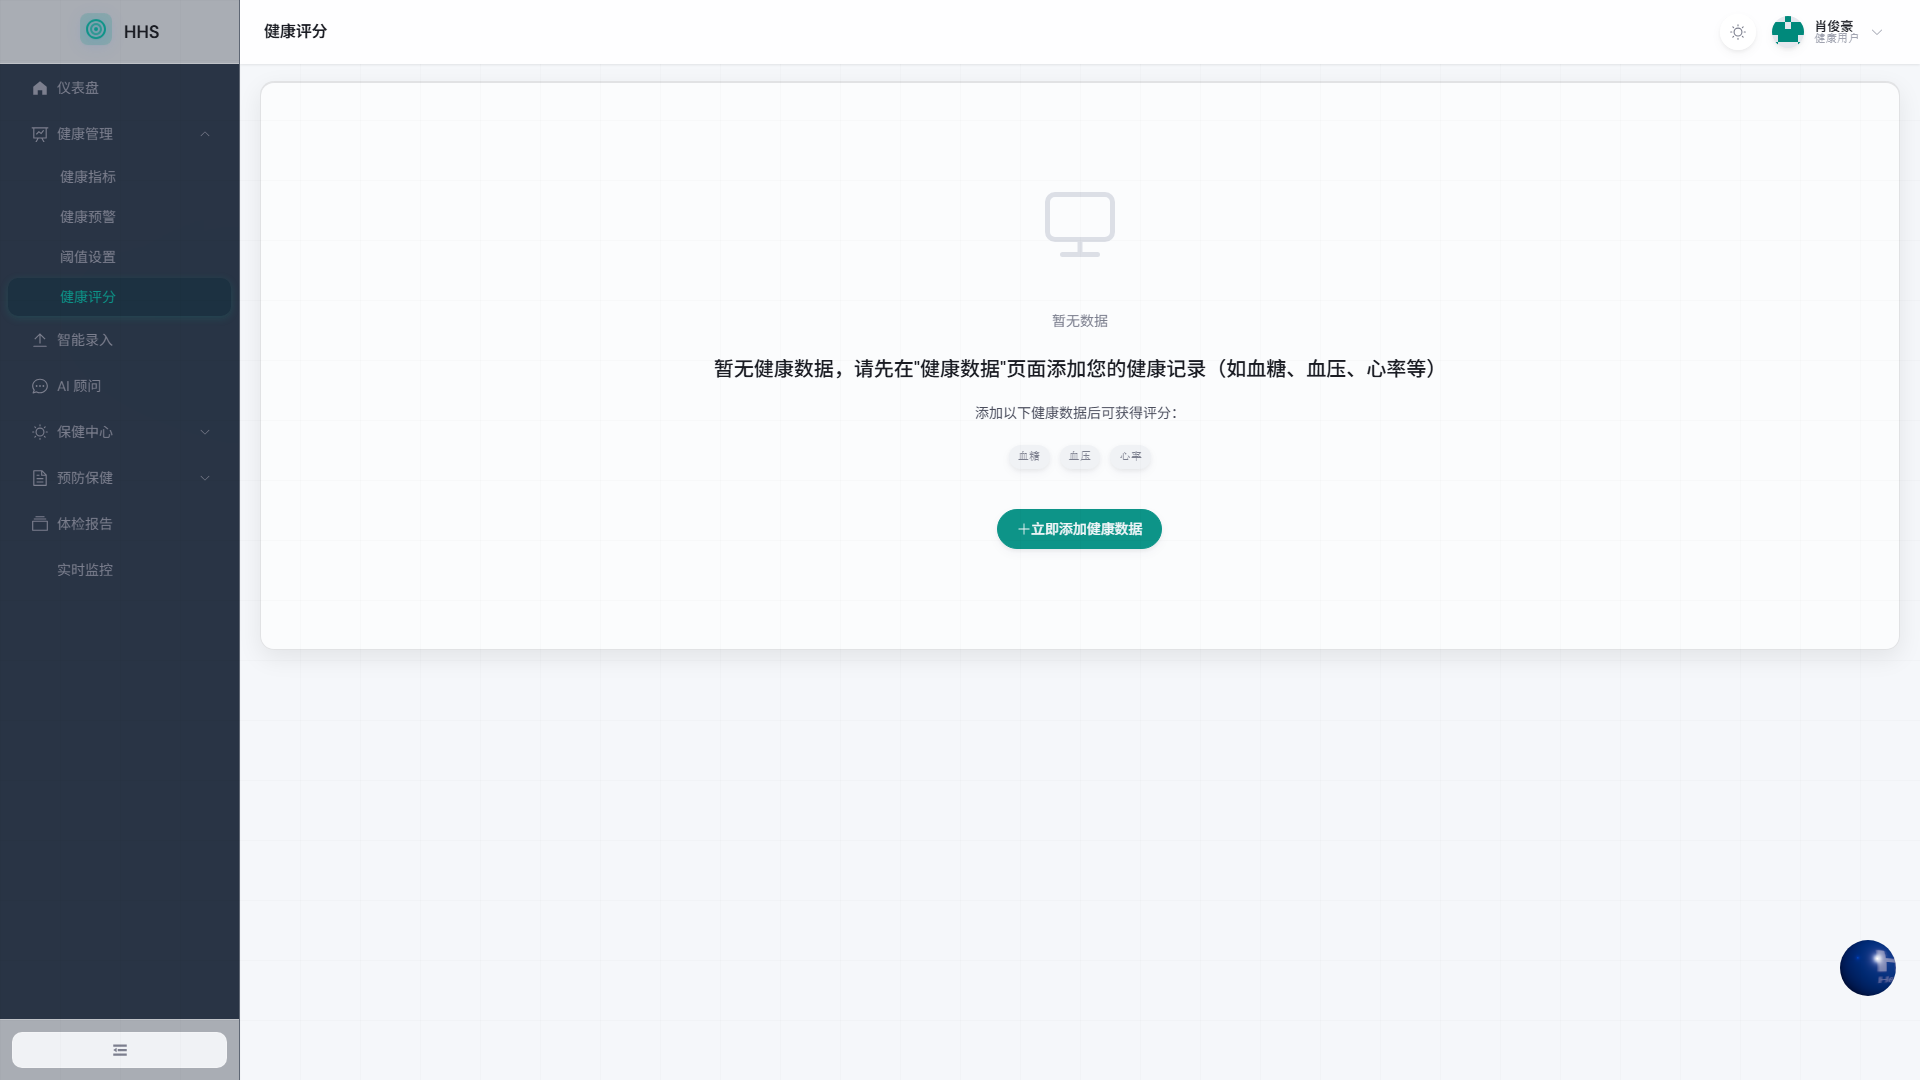 HHS
仪表盘
健康管理
健康指标
健康预警
阈值设置
健康评分
智能录入
AI 顾问
保健中心
预防保健
体检报告
实时监控
健康评分
肖俊豪
健康用户
暂无数据
暂无健康数据，请先在"健康数据"页面添加您的健康记录（如血糖、血压、心率等）
添加以下健康数据后可获得评分：
血糖 血压 心率
立即添加健康数据